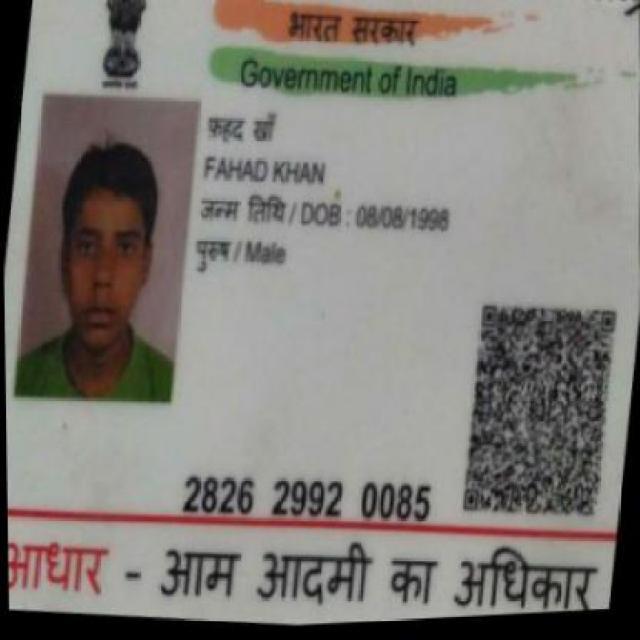 भारत सरकार
Government of India
फ़हद खाँ
FAHAD KHAN
जन्म तिथि / DOB : 08/08/1998
पुरुष / Male
2826 2992 0085
आधार - आम आदमी का अधिकार